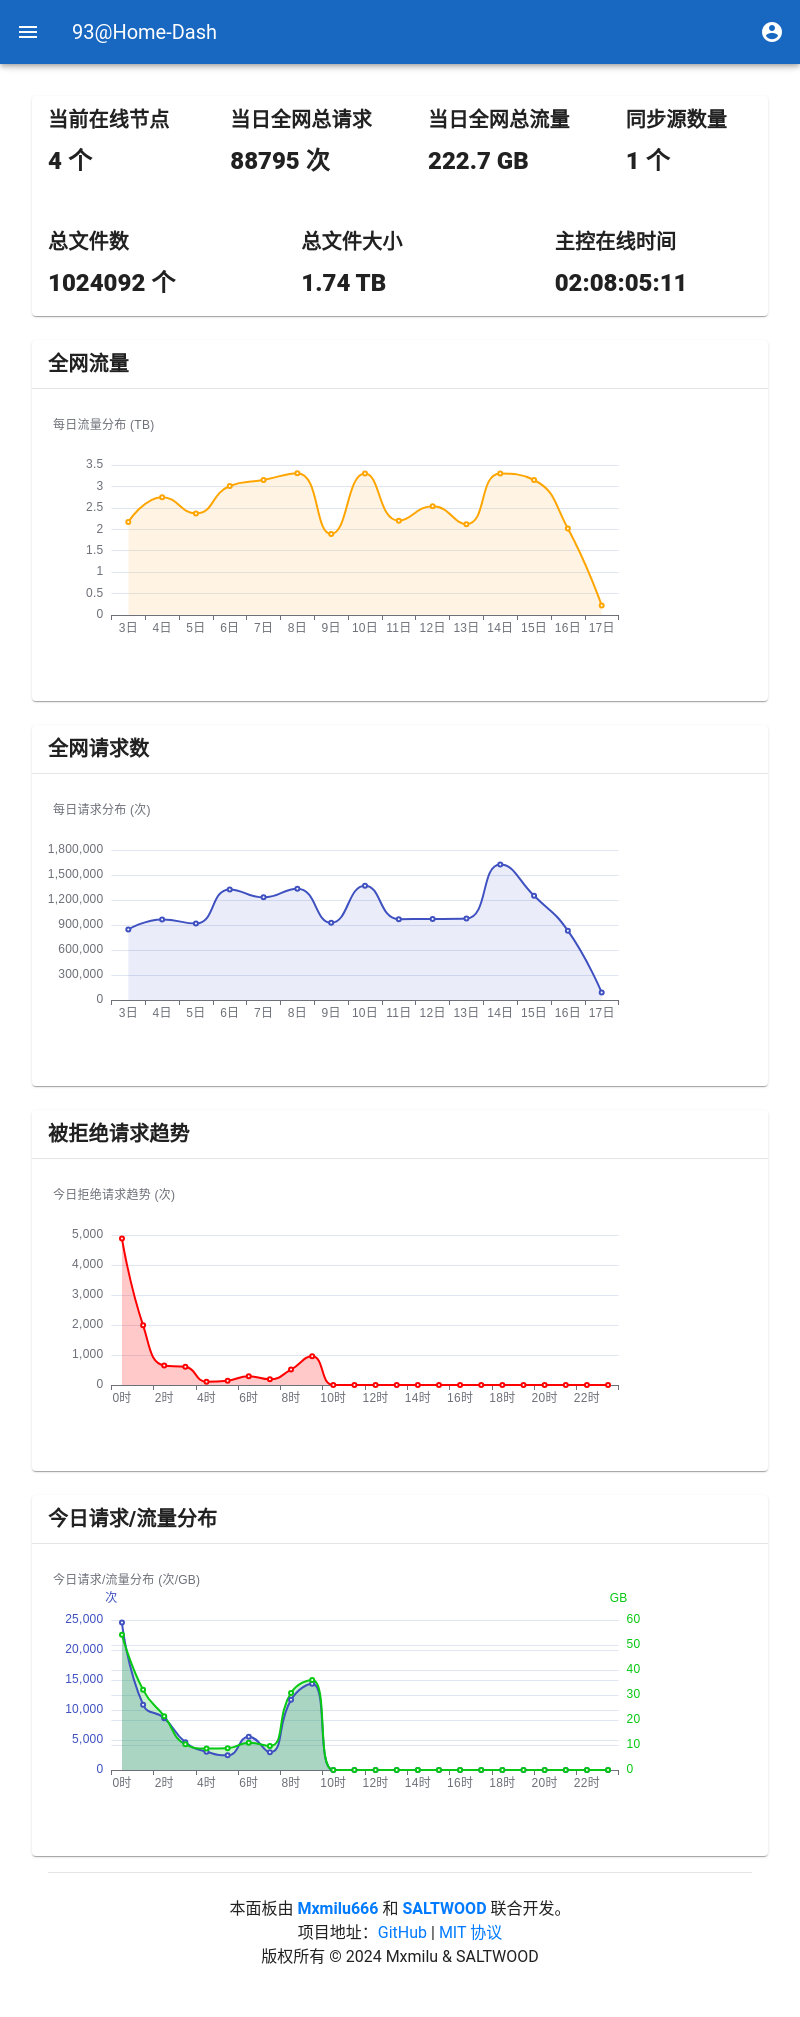 93@Home-Dash
当前在线节点 当日全网总请求 当日全网总流量 同步源数量
4 个 88795 次 222.7 GB 1 个
总文件数 总文件大小 主控在线时间
1024092 个 1.74 TB 02:08:05:11
全网流量
每日流量分布 (TB)
3.5
3
2.5
2
1.5
1
0.5
0
3日 4日 5日 6日 7日 8日 9日 10日 11日 12日 13日 14日 15日 16日 17日
全网请求数
每日请求分布 (次)
1,800,000
1,500,000
1,200,000
900,000
600,000
300,000
0
3日 4日 5日 6日 7日 8日 9日 10日 11日 12日 13日 14日 15日 16日 17日
被拒绝请求趋势
今日拒绝请求趋势 (次)
5,000
4,000
3,000
2,000
1,000
0
0时 2时 4时 6时 8时 10时 12时 14时 16时 18时 20时 22时
今日请求/流量分布
今日请求/流量分布 (次/GB)
次 GB
25,000 60
20,000 50
15,000 40
10,000 30
5,000 20
0 10
0
0时 2时 4时 6时 8时 10时 12时 14时 16时 18时 20时 22时
本面板由 Mxmilu666 和 SALTWOOD 联合开发。
项目地址：GitHub | MIT 协议
版权所有 © 2024 Mxmilu & SALTWOOD